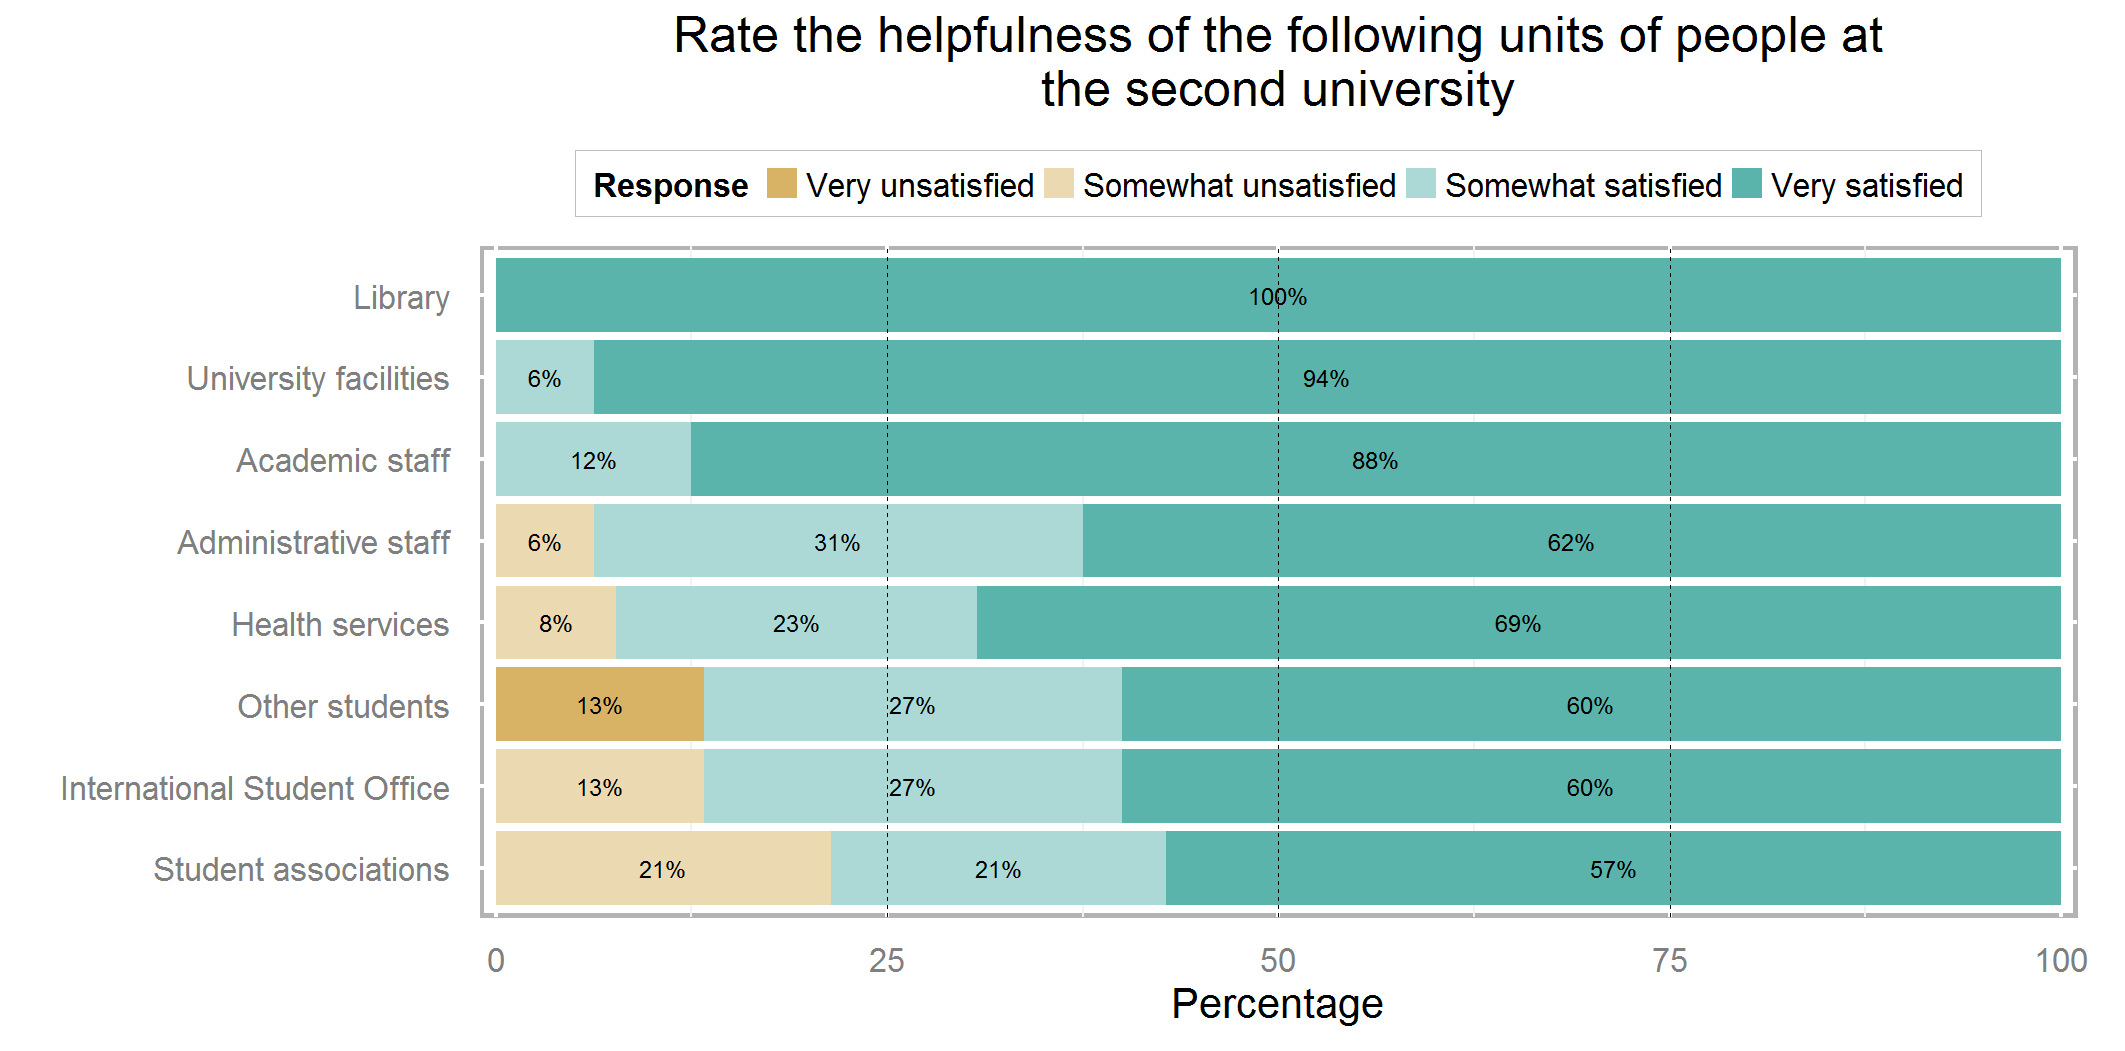 Rate the helpfulness of the following units of people at
the second university
Response Very unsatisfied Somewhat unsatisfied Somewhat satisfied Very satisfied
Library 100%
University facilities 6% 94%
Academic staff 12% 88%
Administrative staff 6% 31% 62%
Health services 8% 23% 69%
Other students 13% 27% 60%
International Student Office 13% 27% 60%
Student associations 21% 21% 57%
0 25 50 75 100
Percentage